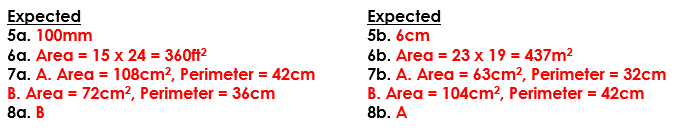 Expected
5a. 100mm
6a. Area = 15 x 24 = 360ft²
7a. A. Area = 108cm², Perimeter = 42cm
B. Area = 72cm², Perimeter = 36cm
8a. B
Expected
5b. 6cm
6b. Area = 23 x 19 = 437m²
7b. A. Area = 63cm², Perimeter = 32cm
B. Area = 104cm², Perimeter = 42cm
8b. A